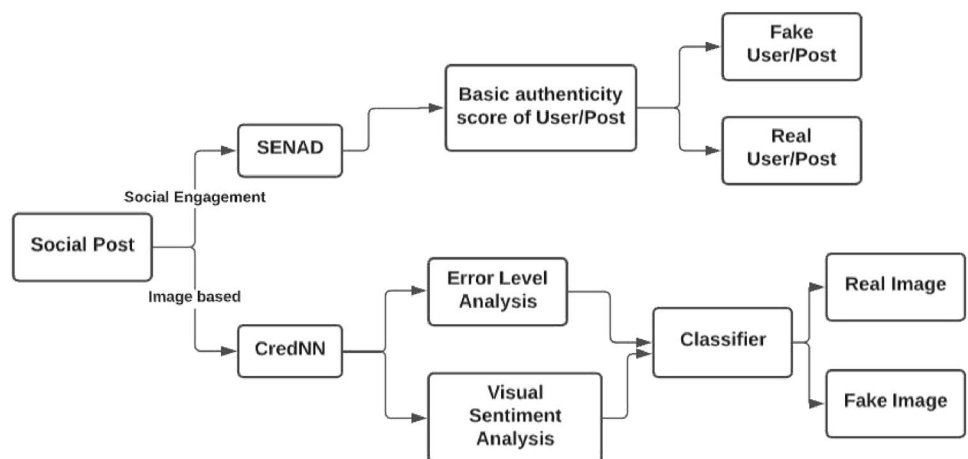 Fake
User/Post
Basic authenticity
score of User/Post
SENAD
Real
User/Post
Social Engagement
Social Post
Image based
Error Level
Analysis
Real Image
CredNN
Classifier
Visual
Sentiment
Analysis
Fake Image